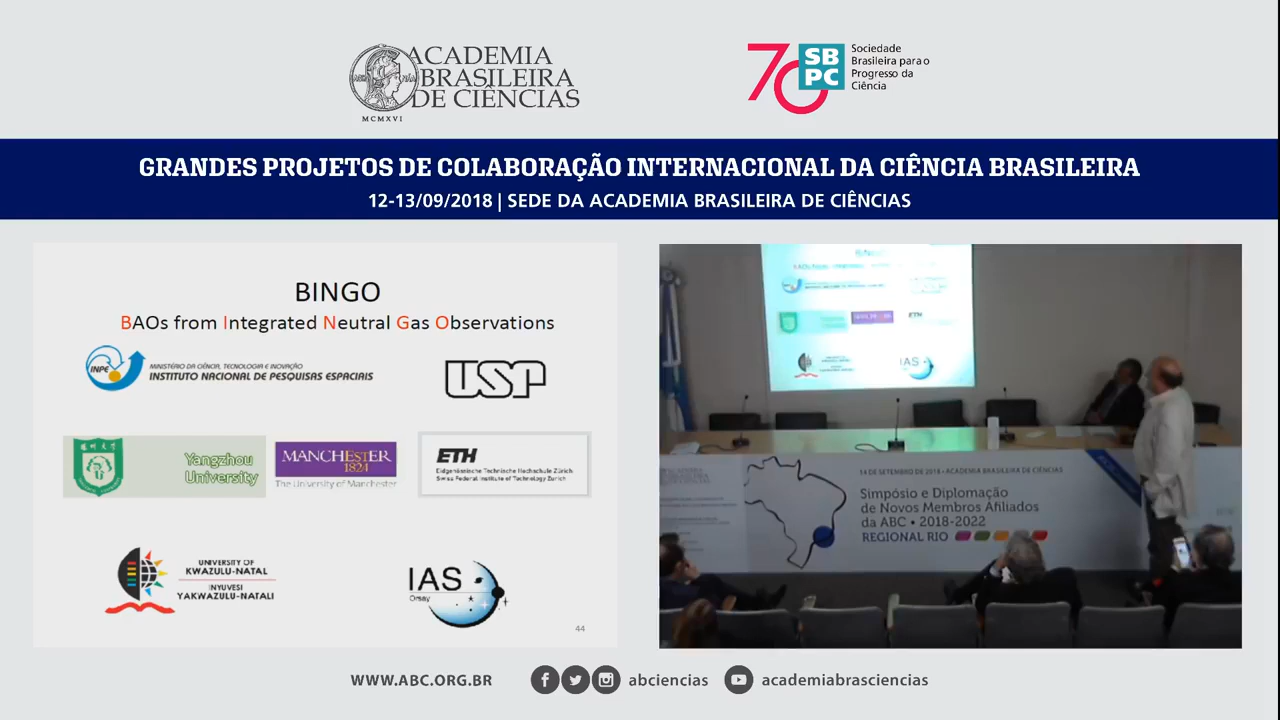 ACADEMIA
BRASILEIRA
DE CIÊNCIAS
MCMXVI
70
SB
PC
Sociedade
Brasileira para o
Progresso da
Ciência
GRANDES PROJETOS DE COLABORAÇÃO INTERNACIONAL DA CIÊNCIA BRASILEIRA
12-13/09/2018 | SEDE DA ACADEMIA BRASILEIRA DE CIÊNCIAS
BINGO
BAOs from Integrated Neutral Gas Observations
INPE
MINISTÉRIO DA CIÊNCIA, TECNOLOGIA E INOVAÇÃO
INSTITUTO NACIONAL DE PESQUISAS ESPACIAIS
USP
Yangzhou
University
MANCHESTER
1824
The University of Manchester
ETH
Eidgenössische Technische Hochschule Zürich
Swiss Federal Institute of Technology Zurich
UNIVERSITY OF
KWAZULU-NATAL
INYUVESI
YAKWAZULU-NATALI
IAS
Orsay
44
IAS
14 DE SETEMBRO DE 2018 • ACADEMIA BRASILEIRA DE CIÊNCIAS
Simpósio e Diplomação
de Novos Membros Afiliados
da ABC • 2018-2022
REGIONAL RIO
WWW.ABC.ORG.BR
abciencias
academiabrasciencias